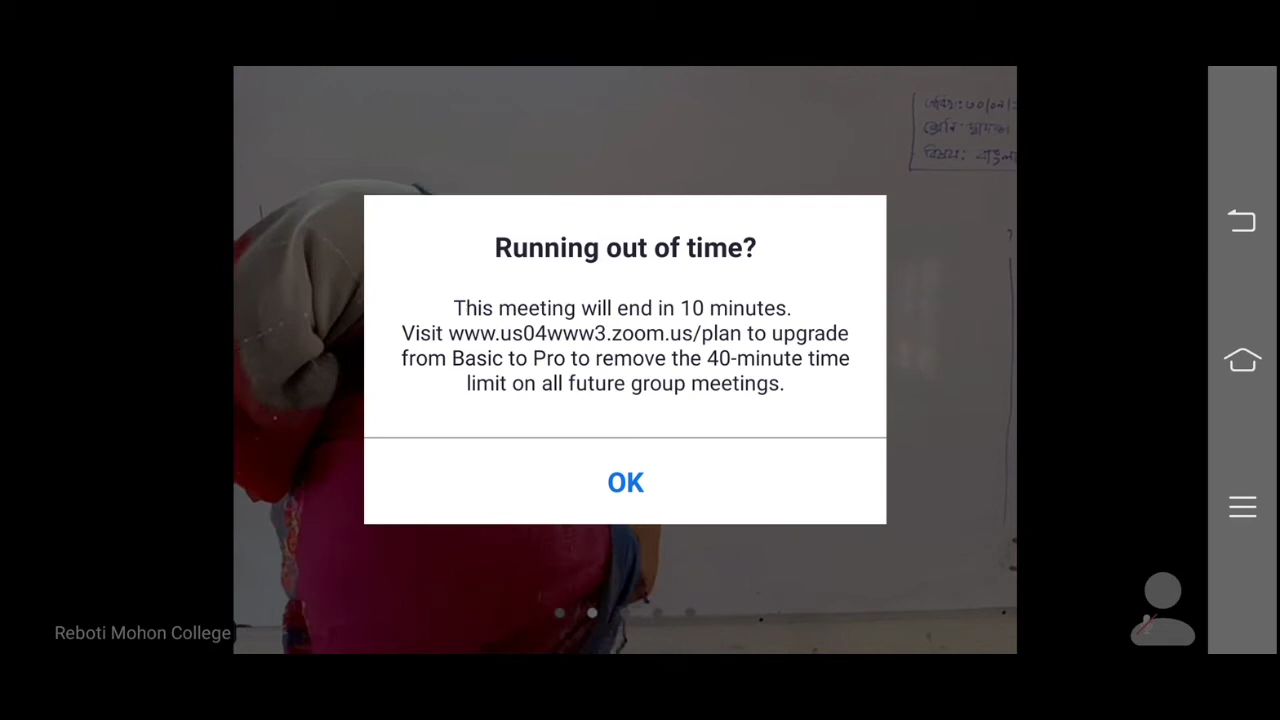 শ্রেণি: দ্বাদশ
বিষয়: বাংলা
Running out of time?
This meeting will end in 10 minutes.
Visit www.us04www3.zoom.us/plan to upgrade
from Basic to Pro to remove the 40-minute time
limit on all future group meetings.
OK
Reboti Mohon College